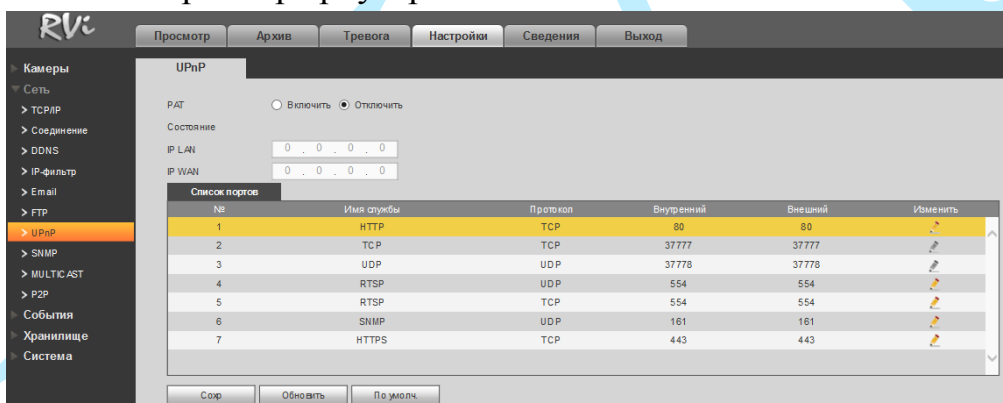 RVi
Просмотр Архив Тревога Настройки Сведения Выход
Камеры
Сеть
> TCP/IP
> Соединение
> DDNS
> IP-фильтр
> Email
> FTP
> UPnP
> SNMP
> MULTICAST
> P2P
События
Хранилище
Система
UPnP
PAT Включить Отключить
Состояние
IP LAN 0 . 0 . 0 . 0
IP WAN 0 . 0 . 0 . 0
Список портов
№ Имя службы Протокол Внутренний Внешний Изменить
1 HTTP TCP 80 80
2 TCP TCP 37777 37777
3 UDP UDP 37778 37778
4 RTSP UDP 554 554
5 RTSP TCP 554 554
6 SNMP UDP 161 161
7 HTTPS TCP 443 443
Сохр Обновить По умолч.